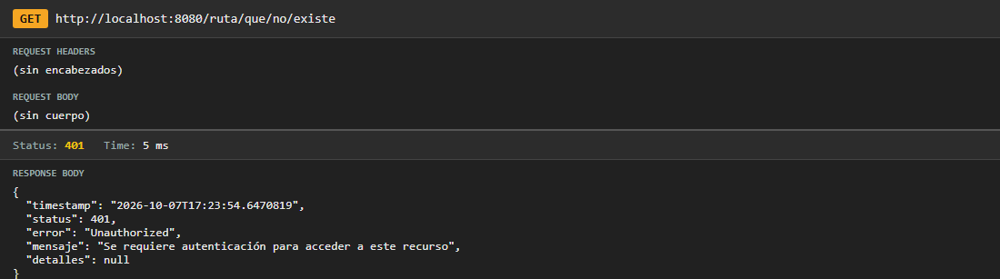 GET http://localhost:8080/ruta/que/no/existe
REQUEST HEADERS
(sin encabezados)
REQUEST BODY
(sin cuerpo)
Status: 401 Time: 5 ms
RESPONSE BODY
{
  "timestamp": "2026-10-07T17:23:54.6470819",
  "status": 401,
  "error": "Unauthorized",
  "mensaje": "Se requiere autenticación para acceder a este recurso",
  "detalles": null
}